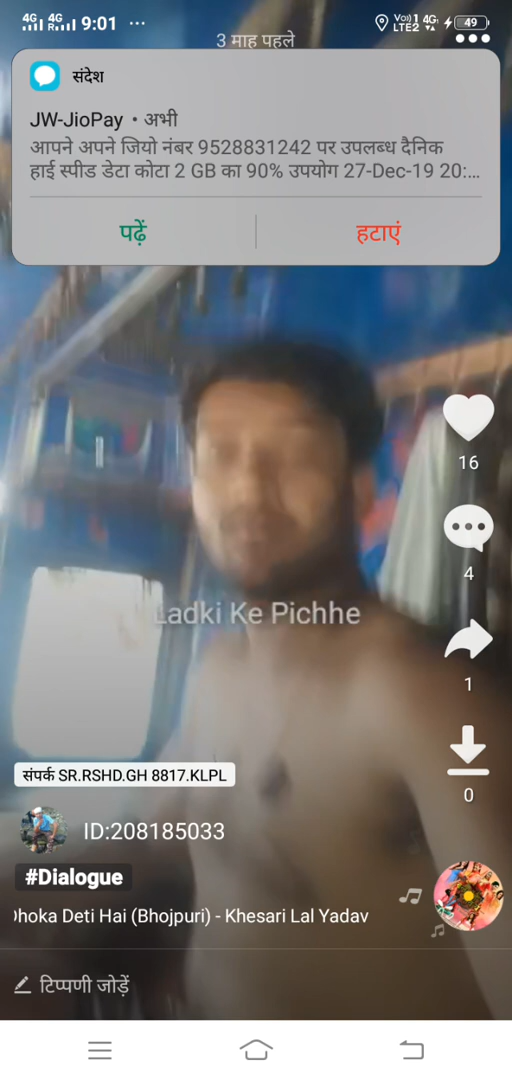 4G 4G R 9:01 ... Vo) 1 4G LTE2 49
3 माह पहले
संदेश
JW-JioPay • अभी
आपने अपने जियो नंबर 9528831242 पर उपलब्ध दैनिक
हाई स्पीड डेटा कोटा 2 GB का 90% उपयोग 27-Dec-19 20:...
पढ़ें हटाएं
16
4
Ladki Ke Pichhe
1
संपर्क SR.RSHD.GH 8817.KLPL
0
ID:208185033
#Dialogue
Dhoka Deti Hai (Bhojpuri) - Khesari Lal Yadav
टिप्पणी जोड़ें